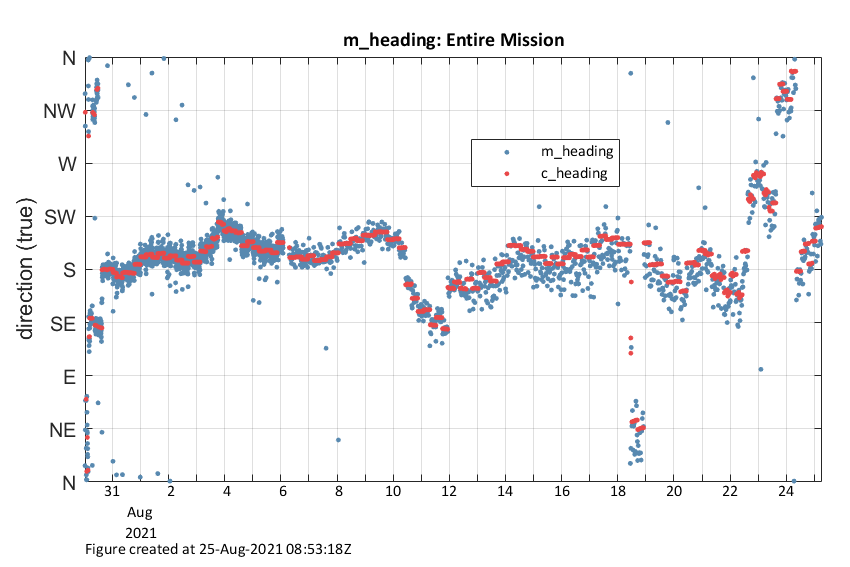 m_heading: Entire Mission
N
NW
W
SW
S
SE
E
NE
N
direction (true)
m_heading
c_heading
31 2 4 6 8 10 12 14 16 18 20 22 24
Aug
2021
Figure created at 25-Aug-2021 08:53:18Z